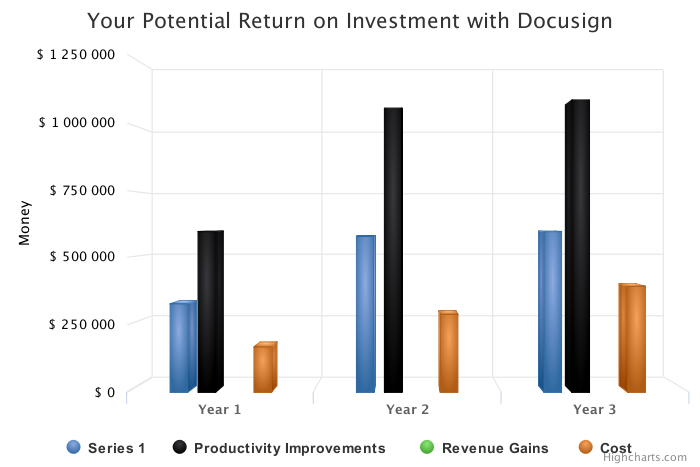 Your Potential Return on Investment with Docusign
$ 1 250 000
$ 1 000 000
$ 750 000
$ 500 000
$ 250 000
$ 0
Money
Year 1
Year 2
Year 3
Series 1
Productivity Improvements
Revenue Gains
Cost
Highcharts.com